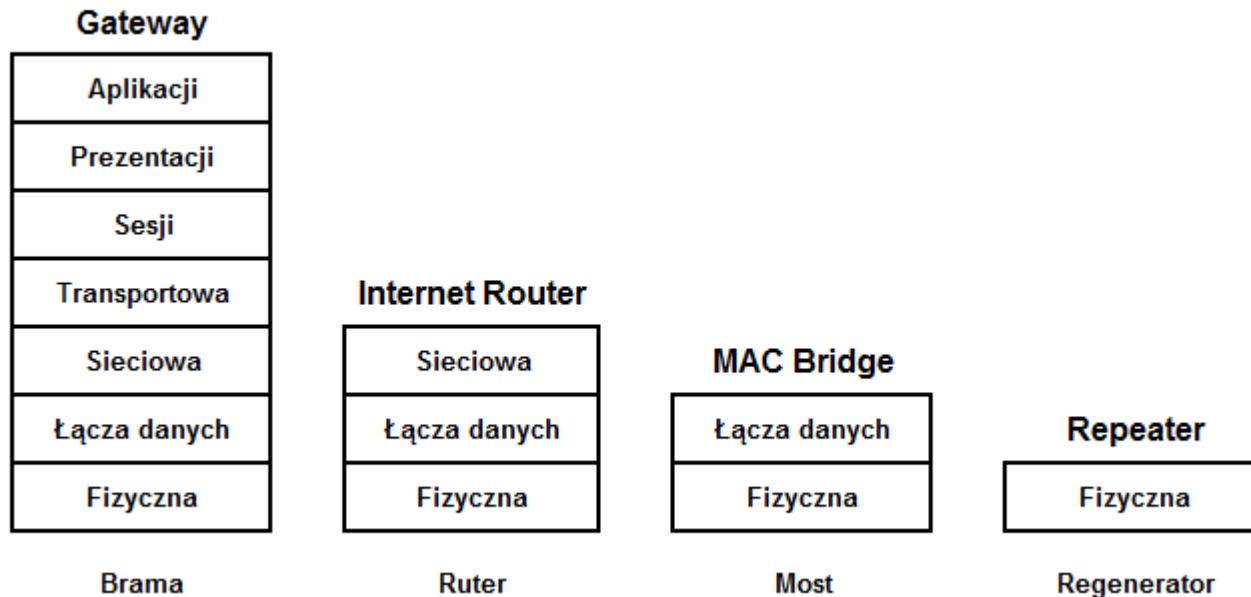 Gateway
Aplikacji
Prezentacji
Sesji
Transportowa
Sieciowa
Łącza danych
Fizyczna
Brama
Internet Router
Sieciowa
Łącza danych
Fizyczna
Ruter
MAC Bridge
Łącza danych
Fizyczna
Most
Repeater
Fizyczna
Regenerator